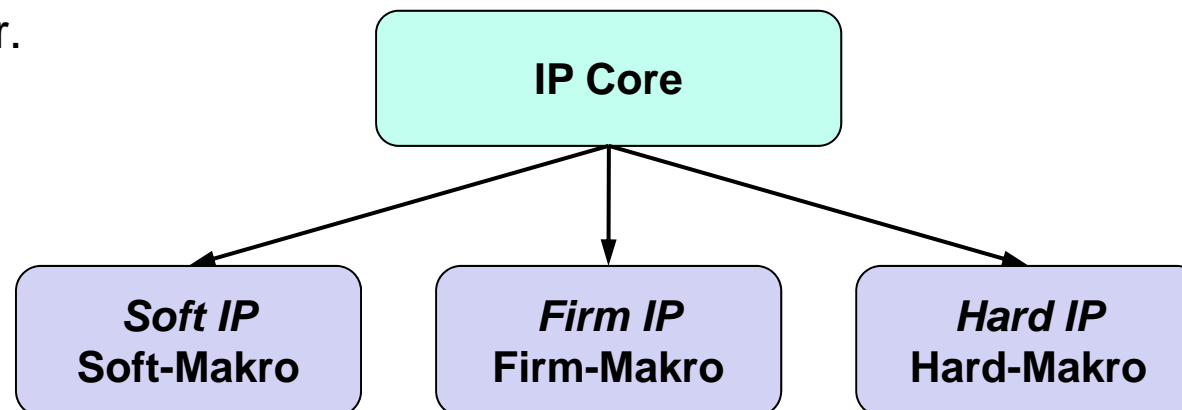 r.
IP Core
Soft IP
Soft-Makro
Firm IP
Firm-Makro
Hard IP
Hard-Makro